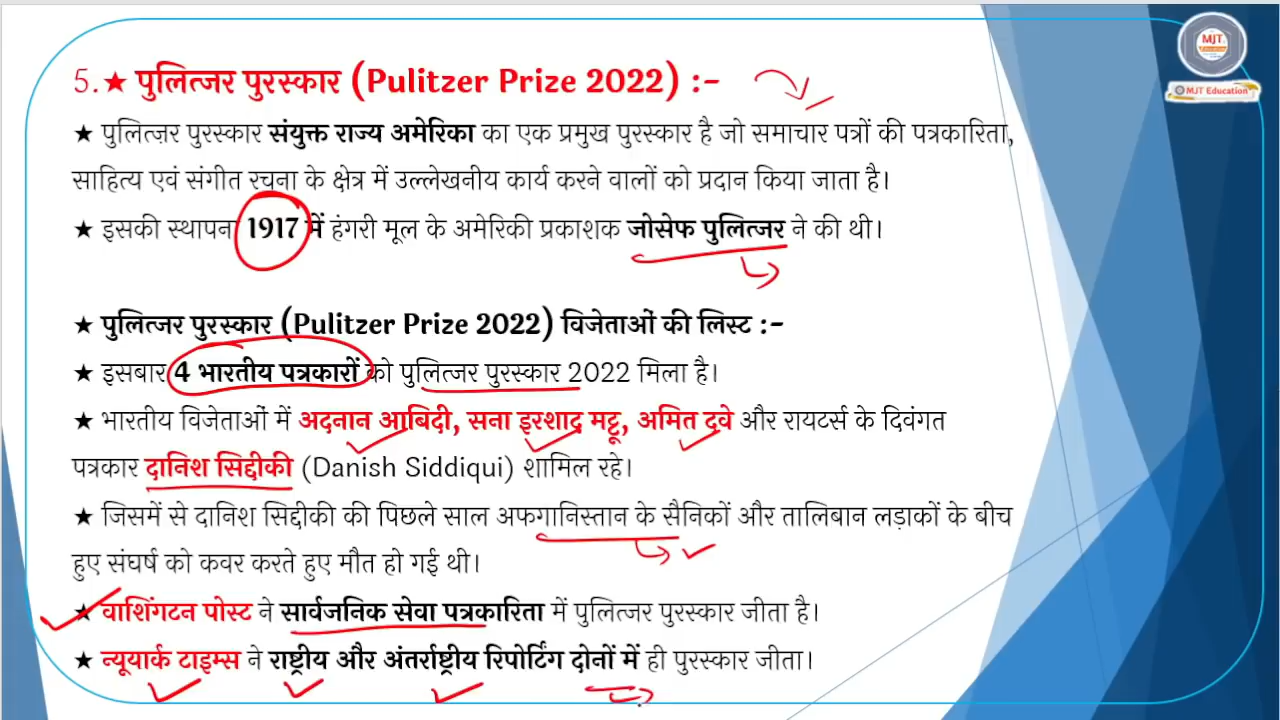 MJT.
Education
MJT Education
5.★ पुलित्जर पुरस्कार (Pulitzer Prize 2022) :-
★ पुलित्ज़र पुरस्कार संयुक्त राज्य अमेरिका का एक प्रमुख पुरस्कार है जो समाचार पत्रों की पत्रकारिता,
साहित्य एवं संगीत रचना के क्षेत्र में उल्लेखनीय कार्य करने वालों को प्रदान किया जाता है।
★ इसकी स्थापना 1917 में हंगरी मूल के अमेरिकी प्रकाशक जोसेफ पुलित्जर ने की थी।
★ पुलित्जर पुरस्कार (Pulitzer Prize 2022) विजेताओं की लिस्ट :-
★ इसबार 4 भारतीय पत्रकारों को पुलित्जर पुरस्कार 2022 मिला है।
★ भारतीय विजेताओं में अदनान आबिदी, सना इरशाद मट्टू, अमित दवे और रायटर्स के दिवंगत
पत्रकार दानिश सिद्दीकी (Danish Siddiqui) शामिल रहे।
★ जिसमें से दानिश सिद्दीकी की पिछले साल अफगानिस्तान के सैनिकों और तालिबान लड़ाकों के बीच
हुए संघर्ष को कवर करते हुए मौत हो गई थी।
★ वाशिंगटन पोस्ट ने सार्वजनिक सेवा पत्रकारिता में पुलित्जर पुरस्कार जीता है।
★ न्यूयार्क टाइम्स ने राष्ट्रीय और अंतर्राष्ट्रीय रिपोर्टिंग दोनों में ही पुरस्कार जीता।